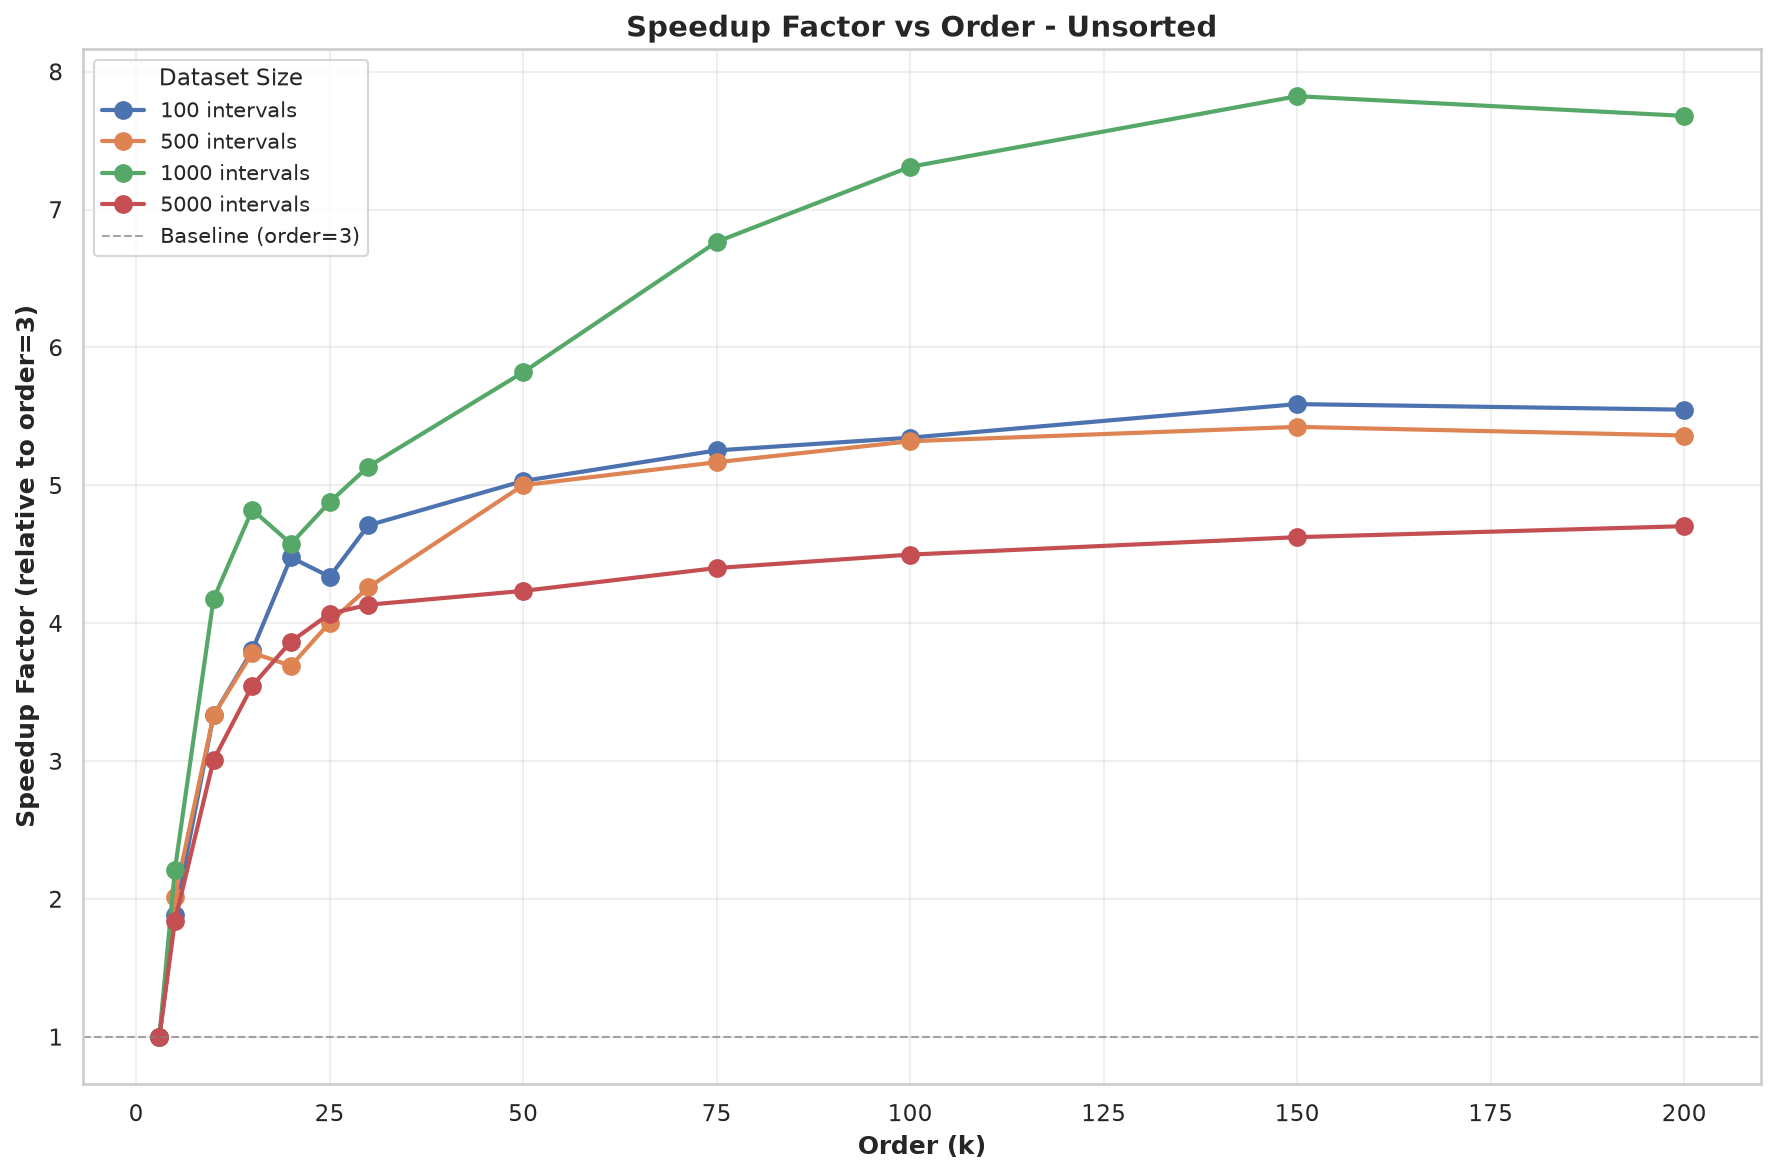 Speedup Factor vs Order - Unsorted
Dataset Size
100 intervals
500 intervals
1000 intervals
5000 intervals
Baseline (order=3)
Speedup Factor (relative to order=3)
8
7
6
5
4
3
2
1
0 25 50 75 100 125 150 175 200
Order (k)